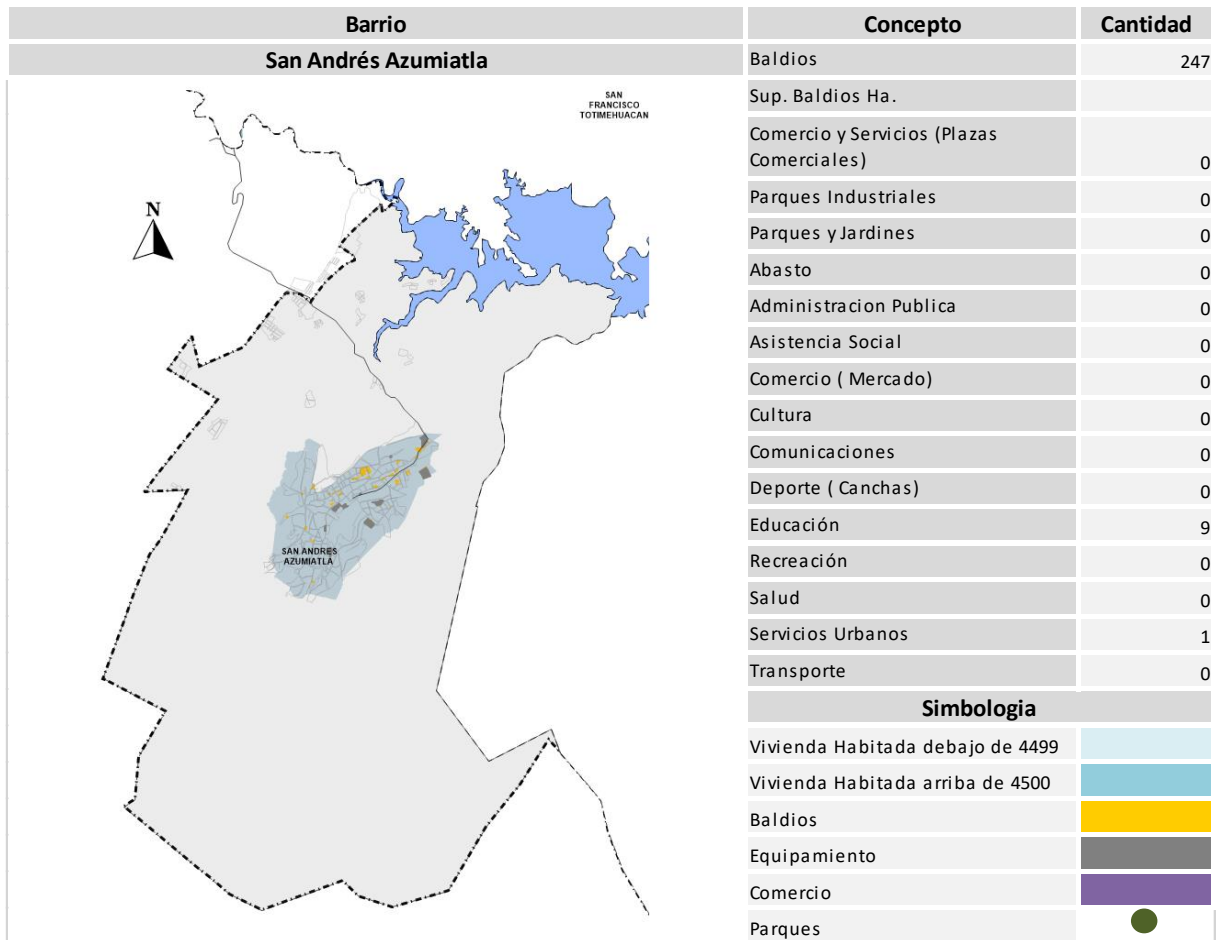 Barrio
San Andrés Azumiatla
SAN
FRANCISCO
TOTIMEHUACAN
N
SAN ANDRES
AZUMIATLA
Concepto Cantidad
Baldios 247
Sup. Baldios Ha.
Comercio y Servicios (Plazas
Comerciales) 0
Parques Industriales 0
Parques y Jardines 0
Abasto 0
Administracion Publica 0
Asistencia Social 0
Comercio ( Mercado) 0
Cultura 0
Comunicaciones 0
Deporte ( Canchas) 0
Educación 9
Recreación 0
Salud 0
Servicios Urbanos 1
Transporte 0
Simbologia
Vivienda Habitada debajo de 4499
Vivienda Habitada arriba de 4500
Baldios
Equipamiento
Comercio
Parques